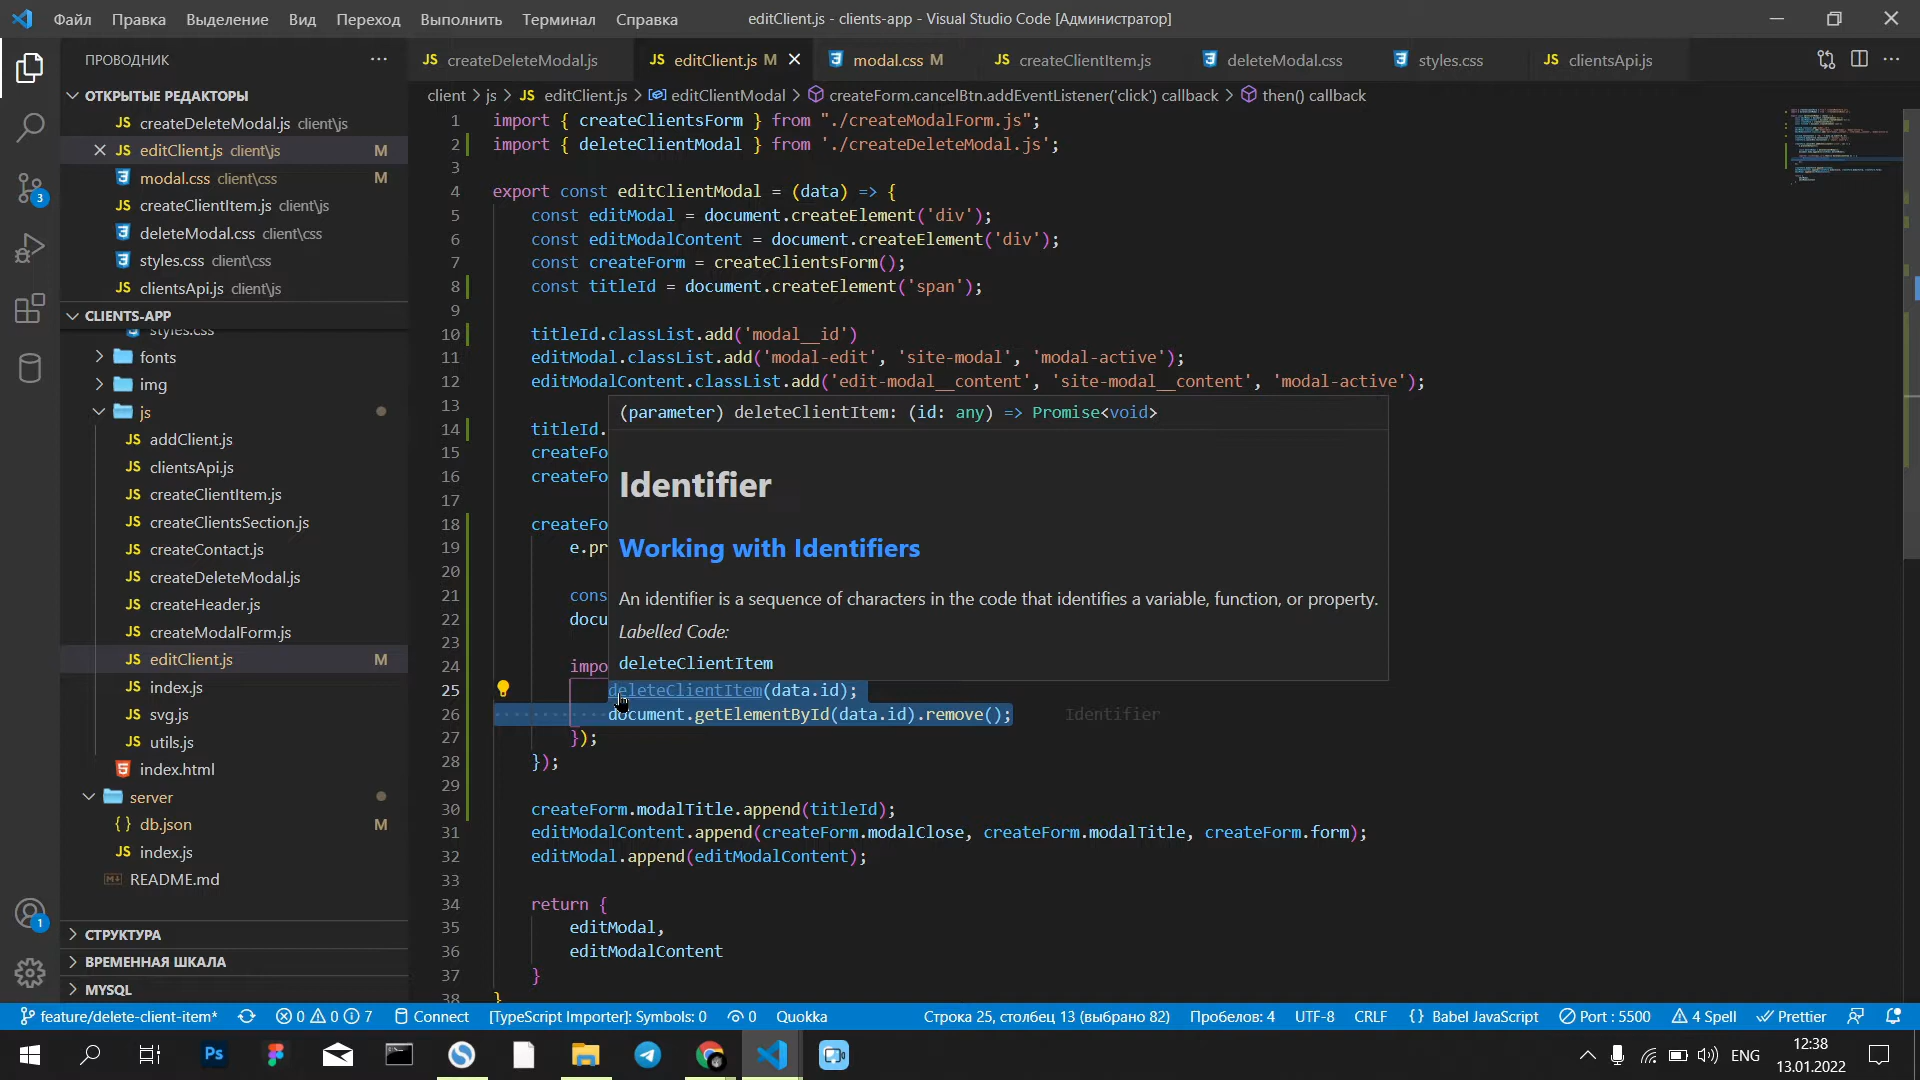 Файл Правка Выделение Вид Переход Выполнить Терминал Справка
editClient.js - clients-app - Visual Studio Code [Администратор]
ПРОВОДНИК
ОТКРЫТЫЕ РЕДАКТОРЫ
JS createDeleteModal.js client\js
JS editClient.js client\js M
modal.css client\css M
JS createClientItem.js client\js
deleteModal.css client\css
styles.css client\css
JS clientsApi.js client\js
CLIENTS-APP
styles.css
fonts
img
js
JS addClient.js
JS clientsApi.js
JS createClientItem.js
JS createClientsSection.js
JS createContact.js
JS createDeleteModal.js
JS createHeader.js
JS createModalForm.js
JS editClient.js M
JS index.js
JS svg.js
JS utils.js
index.html
server
{} db.json M
JS index.js
README.md
СТРУКТУРА
ВРЕМЕННАЯ ШКАЛА
MYSQL
3
1
JS createDeleteModal.js JS editClient.js M modal.css M JS createClientItem.js deleteModal.css styles.css JS clientsApi.js
client > js > JS editClient.js > editClientModal > createForm.cancelBtn.addEventListener('click') callback > then() callback
1 import { createClientsForm } from "./createModalForm.js";
2 import { deleteClientModal } from './createDeleteModal.js';
3
4 export const editClientModal = (data) => {
5 const editModal = document.createElement('div');
6 const editModalContent = document.createElement('div');
7 const createForm = createClientsForm();
8 const titleId = document.createElement('span');
9
10 titleId.classList.add('modal__id')
11 editModal.classList.add('modal-edit', 'site-modal', 'modal-active');
12 editModalContent.classList.add('edit-modal__content', 'site-modal__content', 'modal-active');
13
14 titleId.
15 createFo
16 createFo
17
18 createFo
19 e.pr
20
21 cons
22 docu
23
24 impo
25 deleteClientItem(data.id);
26 document.getElementById(data.id).remove(); Identifier
27 });
28 });
29
30 createForm.modalTitle.append(titleId);
31 editModalContent.append(createForm.modalClose, createForm.modalTitle, createForm.form);
32 editModal.append(editModalContent);
33
34 return {
35 editModal,
36 editModalContent
37 }
38 }
(parameter) deleteClientItem: (id: any) => Promise<void>
Identifier
Working with Identifiers
An identifier is a sequence of characters in the code that identifies a variable, function, or property.
Labelled Code:
deleteClientItem
feature/delete-client-item* 0 0 7 Connect [TypeScript Importer]: Symbols: 0 0 Quokka Строка 25, столбец 13 (выбрано 82) Пробелов: 4 UTF-8 CRLF {} Babel JavaScript Port : 5500 4 Spell Prettier
Ps ENG
12:38
13.01.2022